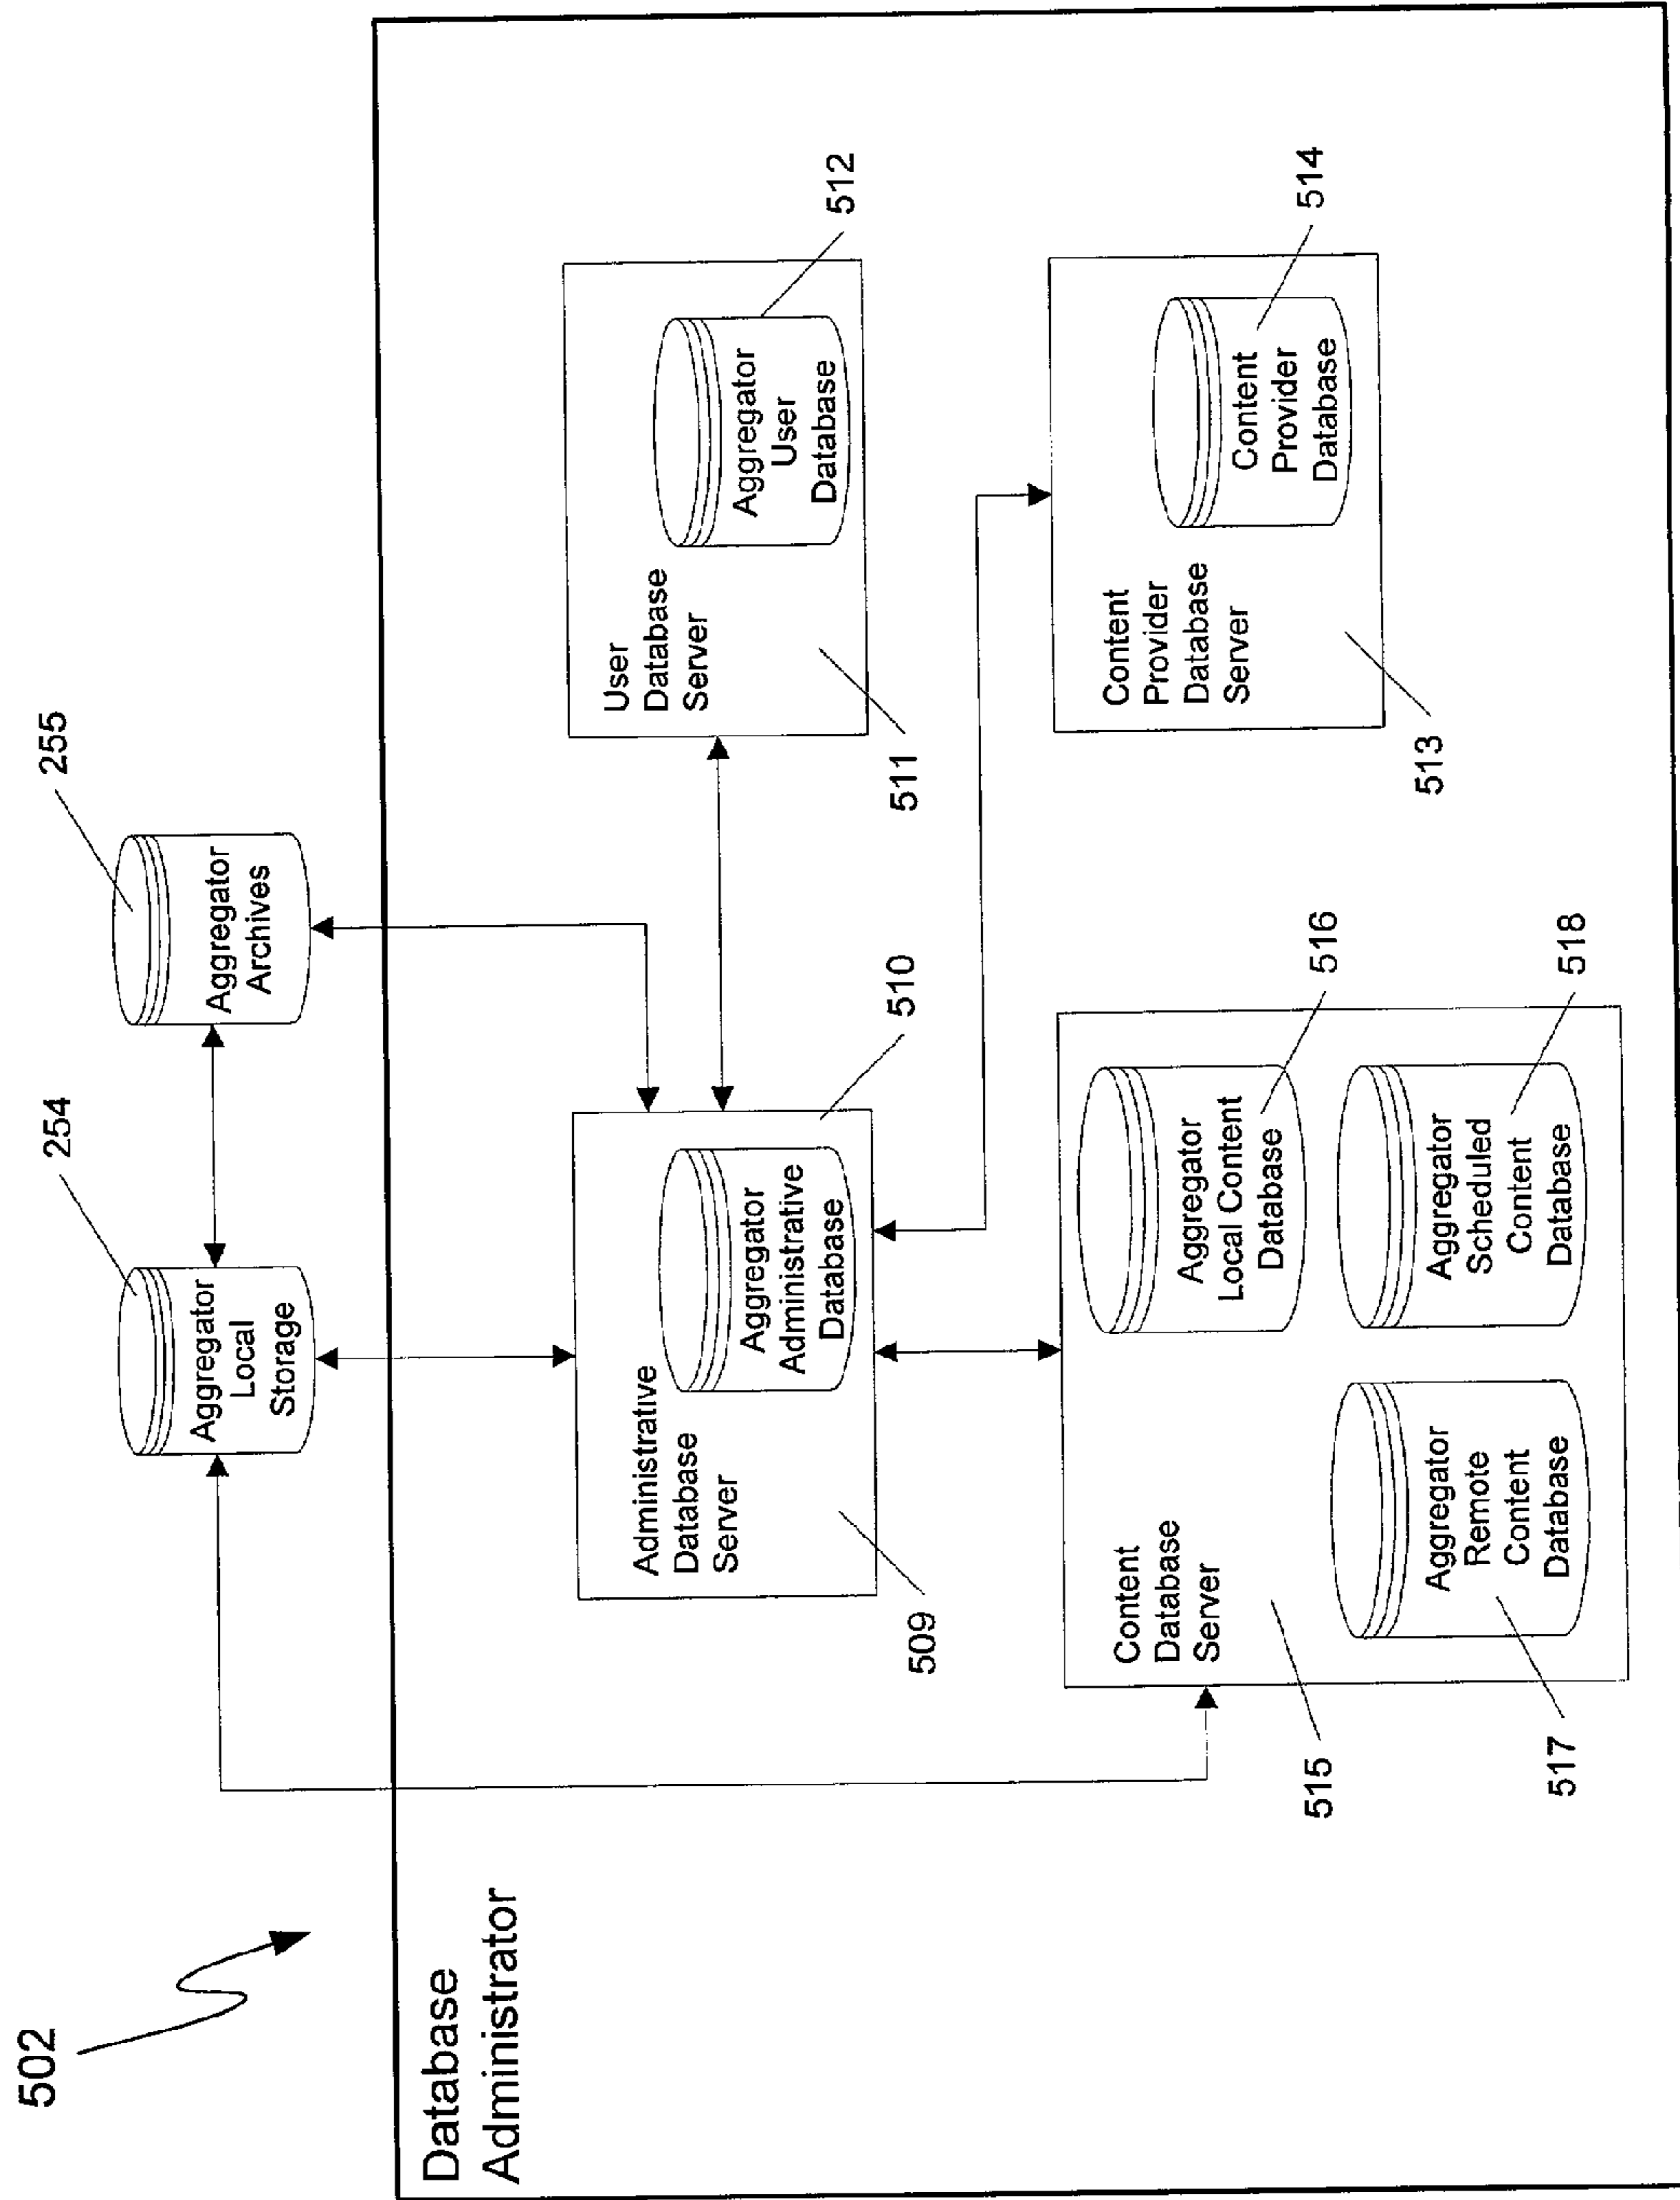 502
254
255
Aggregator
Local
Storage
Aggregator
Archives
Database
Administrator
Administrative
Database
Server
Aggregator
Administrative
Database
509
510
User
Database
Server
Aggregator
User
Database
511
512
Content
Database
Server
Aggregator
Local Content
Database
Aggregator
Remote
Content
Database
Aggregator
Scheduled
Content
Database
515
516
517
518
Content
Provider
Database
Server
Content
Provider
Database
513
514